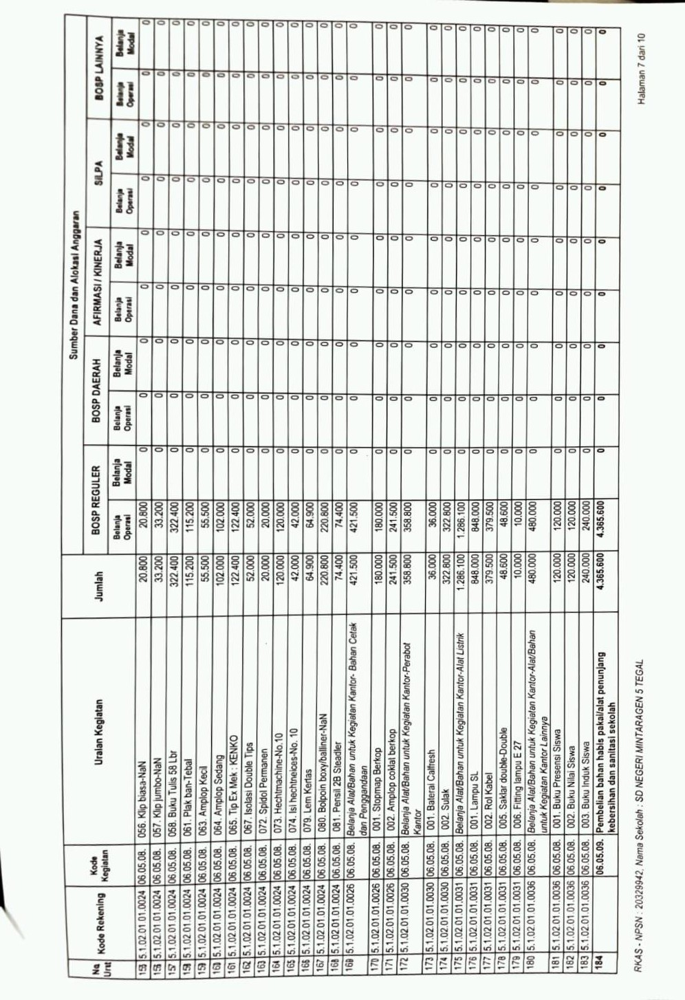 Sumber Dana dan Alokasi Anggaran
No Urut Kode Rekening Kode Kegiatan Uraian Kegiatan Jumlah BOSP REGULER BOSP DAERAH AFIRMASI / KINERJA SILPA BOSP LAINNYA
Belanja Operasi Belanja Modal Belanja Operasi Belanja Modal Belanja Operasi Belanja Modal Belanja Operasi Belanja Modal Belanja Operasi Belanja Modal
155 5.1.02.01.01.0024 06.05.08. 056. Klip biasa-NaN 20.800 20.800 0 0 0 0 0 0 0 0 0
156 5.1.02.01.01.0024 06.05.08. 057. Klip jumbo-NaN 33.200 33.200 0 0 0 0 0 0 0 0 0
157 5.1.02.01.01.0024 06.05.08. 058. Buku Tulis 58 Lbr 322.400 322.400 0 0 0 0 0 0 0 0 0
158 5.1.02.01.01.0024 06.05.08. 061. Plak ban-Tebal 115.200 115.200 0 0 0 0 0 0 0 0 0
159 5.1.02.01.01.0024 06.05.08. 063. Amplop Kecil 55.500 55.500 0 0 0 0 0 0 0 0 0
160 5.1.02.01.01.0024 06.05.08. 064. Amplop Sedang 102.000 102.000 0 0 0 0 0 0 0 0 0
161 5.1.02.01.01.0024 06.05.08. 065. Tip Ex Mek : KENKO 122.400 122.400 0 0 0 0 0 0 0 0 0
162 5.1.02.01.01.0024 06.05.08. 067. Isolasi Double Tips 52.000 52.000 0 0 0 0 0 0 0 0 0
163 5.1.02.01.01.0024 06.05.08. 072. Spidol Permanen 20.000 20.000 0 0 0 0 0 0 0 0 0
164 5.1.02.01.01.0024 06.05.08. 073. Hechtmachine-No.10 120.000 120.000 0 0 0 0 0 0 0 0 0
165 5.1.02.01.01.0024 06.05.08. 074. Isi hechtneices-No. 10 42.000 42.000 0 0 0 0 0 0 0 0 0
166 5.1.02.01.01.0024 06.05.08. 079. Lem Kertas 64.900 64.900 0 0 0 0 0 0 0 0 0
167 5.1.02.01.01.0024 06.05.08. 080. Bolpoin boxy/balliner-NaN 220.800 220.800 0 0 0 0 0 0 0 0 0
168 5.1.02.01.01.0024 06.05.08. 081. Pensil 2B Steadler 74.400 74.400 0 0 0 0 0 0 0 0 0
169 5.1.02.01.01.0026 06.05.08. Belanja Alat/Bahan untuk Kegiatan Kantor- Bahan Cetak 421.500 421.500 0 0 0 0 0 0 0 0 0
dan Penggandaan
170 5.1.02.01.01.0026 06.05.08. 001. Stopmap Berkop 180.000 180.000 0 0 0 0 0 0 0 0 0
171 5.1.02.01.01.0026 06.05.08. 002. Amplop coklat berkop 241.500 241.500 0 0 0 0 0 0 0 0 0
172 5.1.02.01.01.0030 06.05.08. Belanja Alat/Bahan untuk Kegiatan Kantor-Perabot 358.800 358.800 0 0 0 0 0 0 0 0 0
Kantor
173 5.1.02.01.01.0030 06.05.08. 001. Baterai Calfresh 36.000 36.000 0 0 0 0 0 0 0 0 0
174 5.1.02.01.01.0030 06.05.08. 002. Sulak 322.800 322.800 0 0 0 0 0 0 0 0 0
175 5.1.02.01.01.0031 06.05.08. Belanja Alat/Bahan untuk Kegiatan Kantor-Alat Listrik 1.286.100 1.286.100 0 0 0 0 0 0 0 0 0
176 5.1.02.01.01.0031 06.05.08. 001. Lampu SL 848.000 848.000 0 0 0 0 0 0 0 0 0
177 5.1.02.01.01.0031 06.05.08. 002. Rol Kabel 379.500 379.500 0 0 0 0 0 0 0 0 0
178 5.1.02.01.01.0031 06.05.08. 005. Saklar double-Double 48.600 48.600 0 0 0 0 0 0 0 0 0
179 5.1.02.01.01.0031 06.05.08. 006. Fitting lampu E 27 10.000 10.000 0 0 0 0 0 0 0 0 0
180 5.1.02.01.01.0036 06.05.08. Belanja Alat/Bahan untuk Kegiatan Kantor-Alat/Bahan 480.000 480.000 0 0 0 0 0 0 0 0 0
untuk Kegiatan Kantor Lainnya
181 5.1.02.01.01.0036 06.05.08. 001. Buku Presensi Siswa 120.000 120.000 0 0 0 0 0 0 0 0 0
182 5.1.02.01.01.0036 06.05.08. 002. Buku Nilai Siswa 120.000 120.000 0 0 0 0 0 0 0 0 0
183 5.1.02.01.01.0036 06.05.08. 003. Buku Induk Siswa 240.000 240.000 0 0 0 0 0 0 0 0 0
184 06.05.09. Pembelian bahan habis pakai/alat penunjang 4.365.600 4.365.600 0 0 0 0 0 0 0 0 0
kebersihan dan sanitasi sekolah
RKAS - NPSN : 20329942, Nama Sekolah : SD NEGERI MINTARAGEN 5 TEGAL
Halaman 7 dari 10